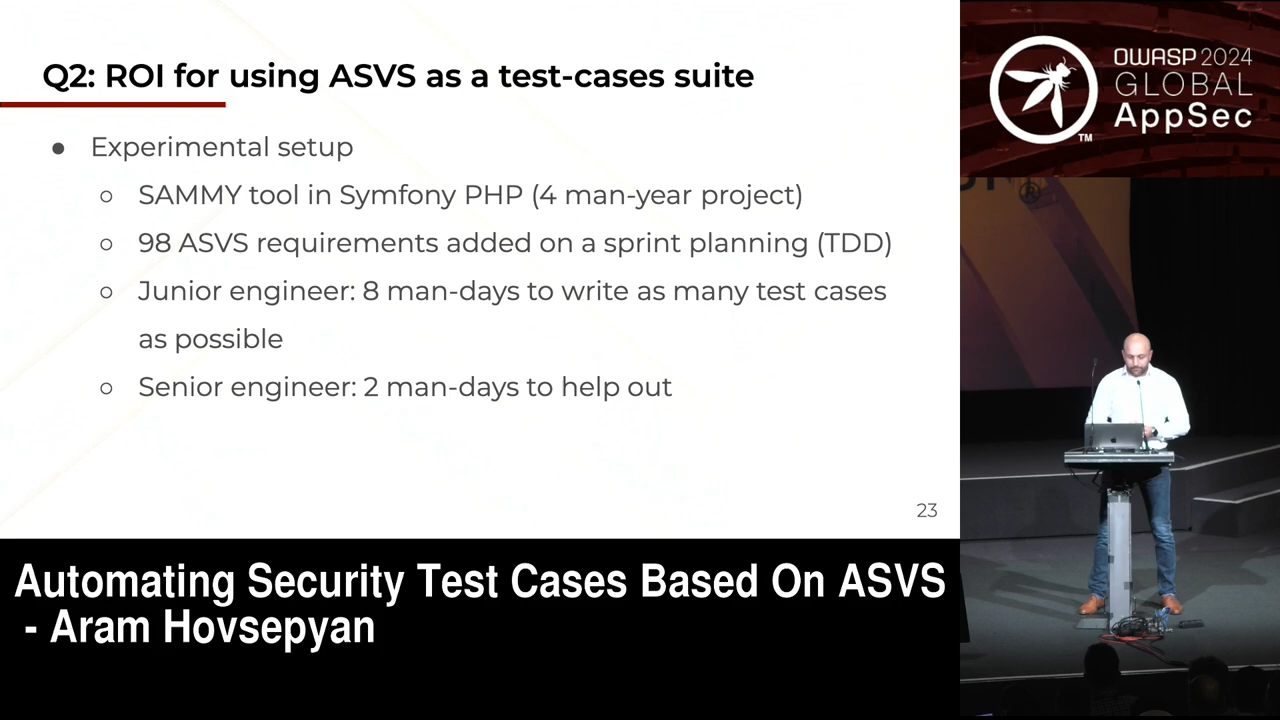 Q2: ROI for using ASVS as a test-cases suite
● Experimental setup
○ SAMMY tool in Symfony PHP (4 man-year project)
○ 98 ASVS requirements added on a sprint planning (TDD)
○ Junior engineer: 8 man-days to write as many test cases
as possible
○ Senior engineer: 2 man-days to help out
23
OWASP 2024
GLOBAL
AppSec
TM
Automating Security Test Cases Based On ASVS
- Aram Hovsepyan